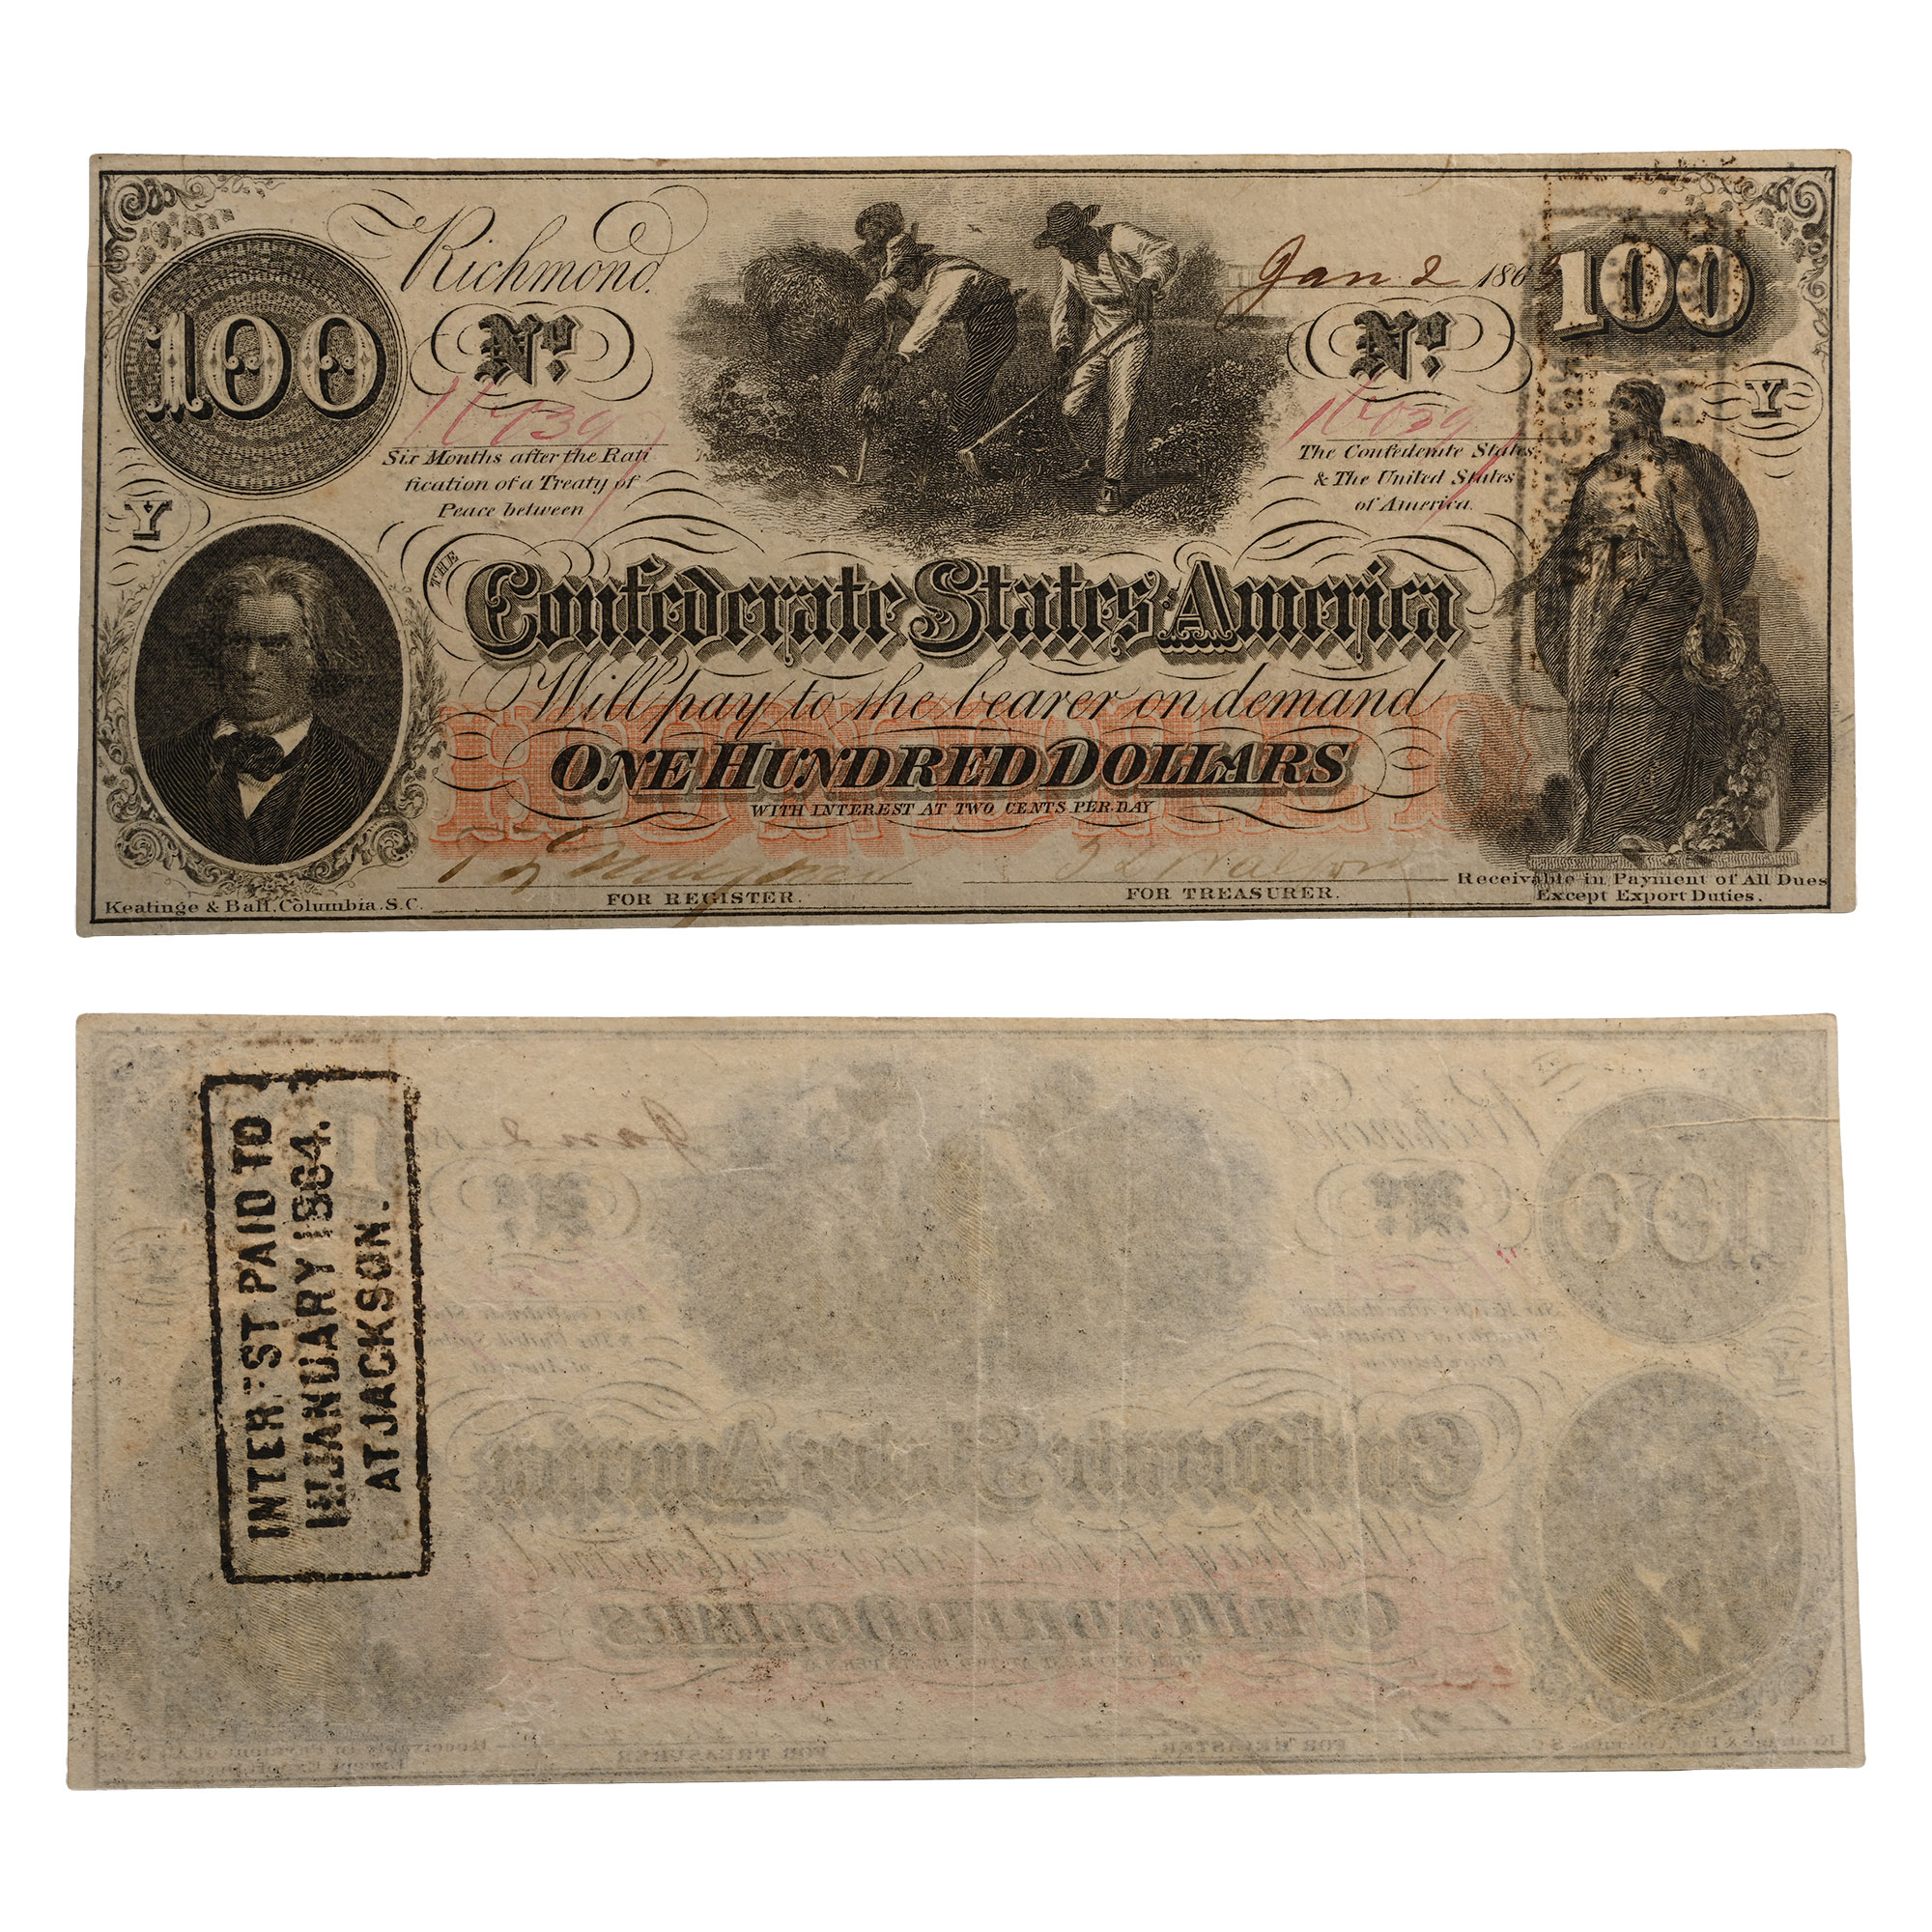 Richmond.
Jan 2 1863
100
100
No.
No.
Six Months after the Rati
fication of a Treaty of
Peace between
The Confederate States
& The United States
of America.
Y
Y
THE
Confederate States America
Will pay to the bearer on demand
HUNDRED
ONE HUNDRED DOLLARS
WITH INTEREST AT TWO CENTS PER DAY
FOR REGISTER.
FOR TREASURER.
Keatinge & Ball, Columbia, S.C.
Receivable in Payment of All Dues
Except Export Duties.
INTEREST PAID TO
1st JANUARY 1864.
AT JACKSON.